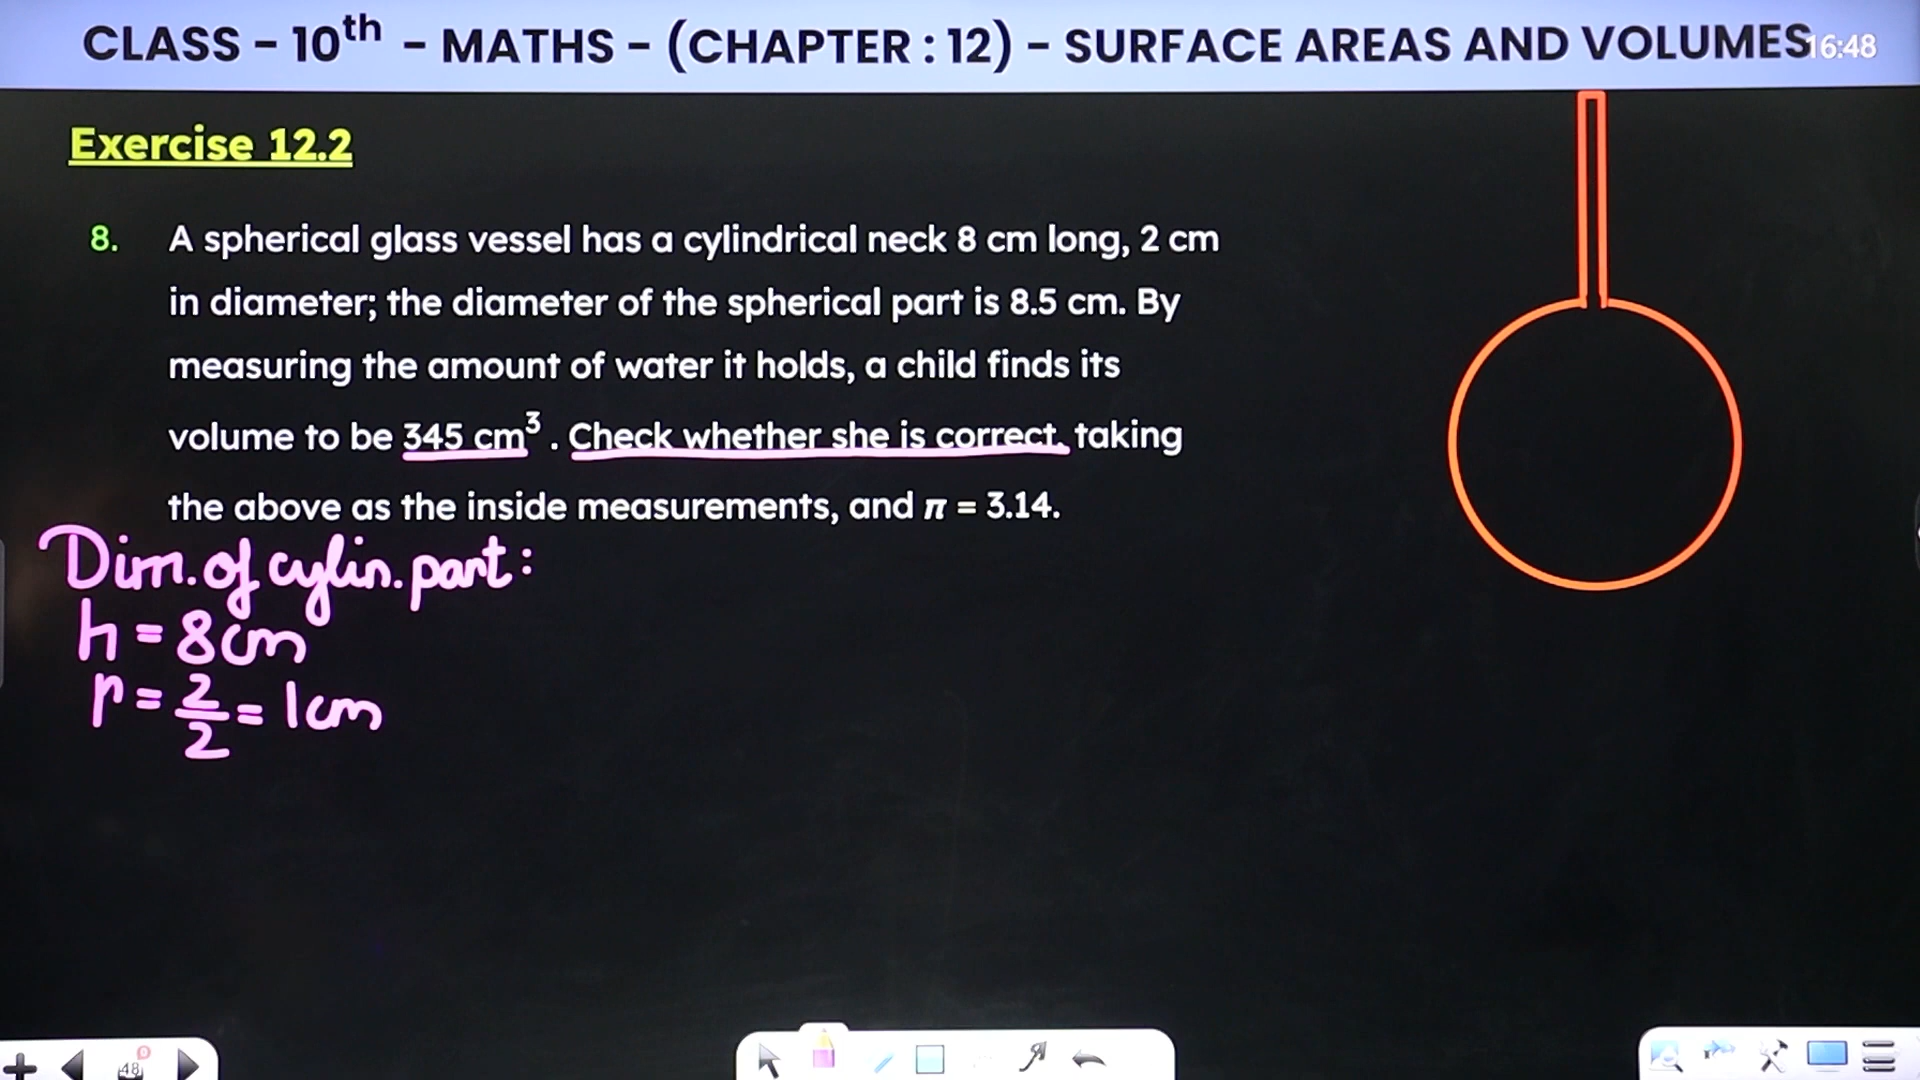 CLASS - 10th - MATHS - (CHAPTER : 12) - SURFACE AREAS AND VOLUMES
16:48
Exercise 12.2
8. A spherical glass vessel has a cylindrical neck 8 cm long, 2 cm
in diameter; the diameter of the spherical part is 8.5 cm. By
measuring the amount of water it holds, a child finds its
volume to be 345 cm³ . Check whether she is correct, taking
the above as the inside measurements, and π = 3.14.
Dim. of cylin. part:
h = 8cm
r = 2/2 = 1cm
48